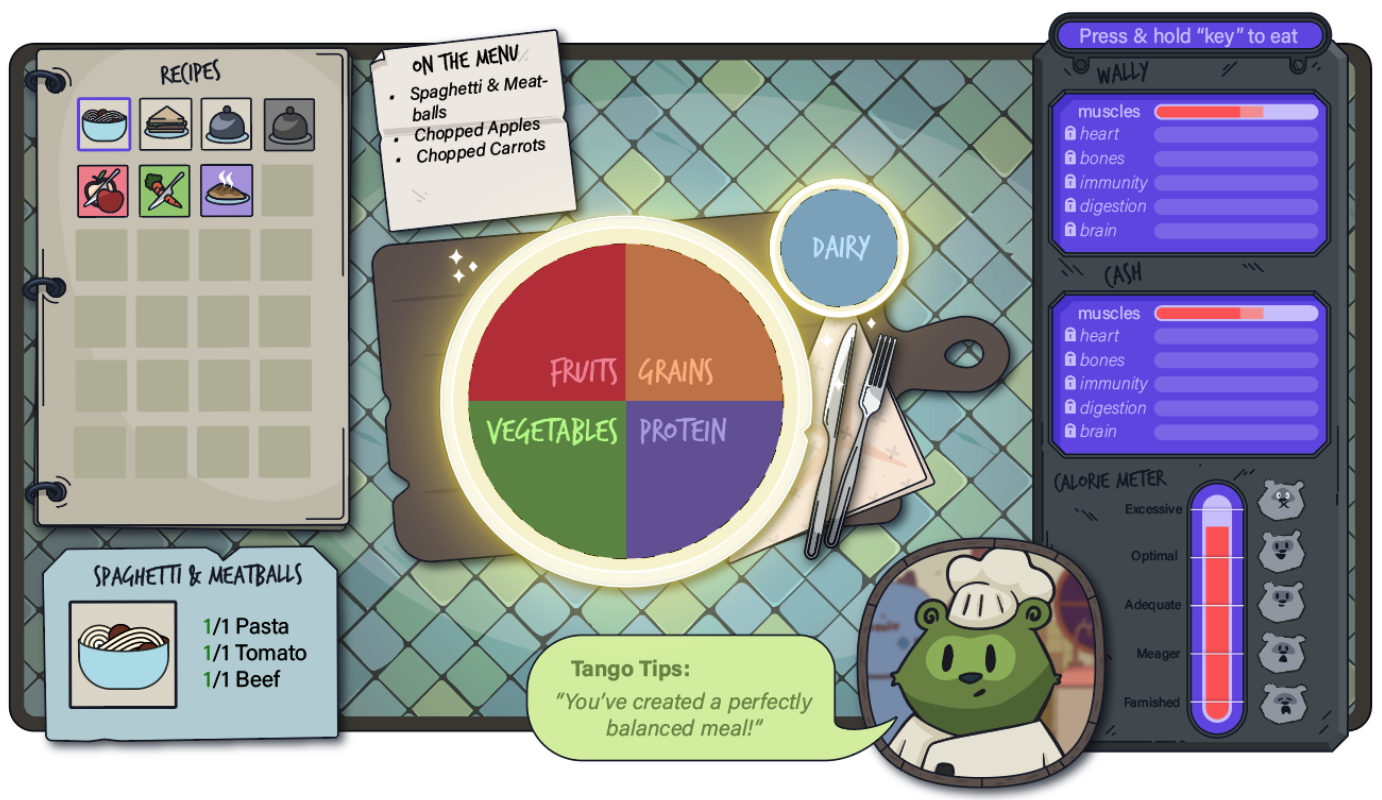 Press & hold “key” to eat
RECIPES
ON THE MENU
• Spaghetti & Meat-
balls
• Chopped Apples
• Chopped Carrots
DAIRY
FRUITS
GRAINS
VEGETABLES
PROTEIN
WALLY
muscles
heart
bones
immunity
digestion
brain
CASH
muscles
heart
bones
immunity
digestion
brain
CALORIE METER
Excessive
Optimal
Adequate
Meager
Famished
SPAGHETTI & MEATBALLS
1/1 Pasta
1/1 Tomato
1/1 Beef
Tango Tips:
“You’ve created a perfectly
balanced meal!”